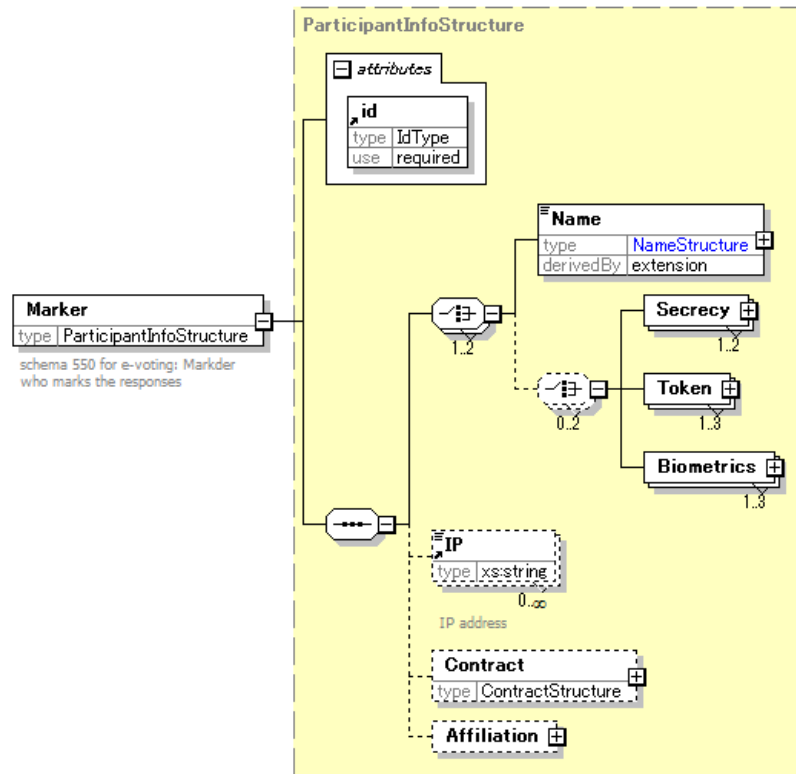 ParticipantInfoStructure
attributes
id
type IdType
use required
Name
type NameStructure
derivedBy extension
Marker
type ParticipantInfoStructure
schema 550 for e-voting: Markder
who marks the responses
1..2
Secrecy
1..2
0..2
Token
1..3
Biometrics
1..3
IP
type xs:string
0..∞
IP address
Contract
type ContractStructure
Affiliation